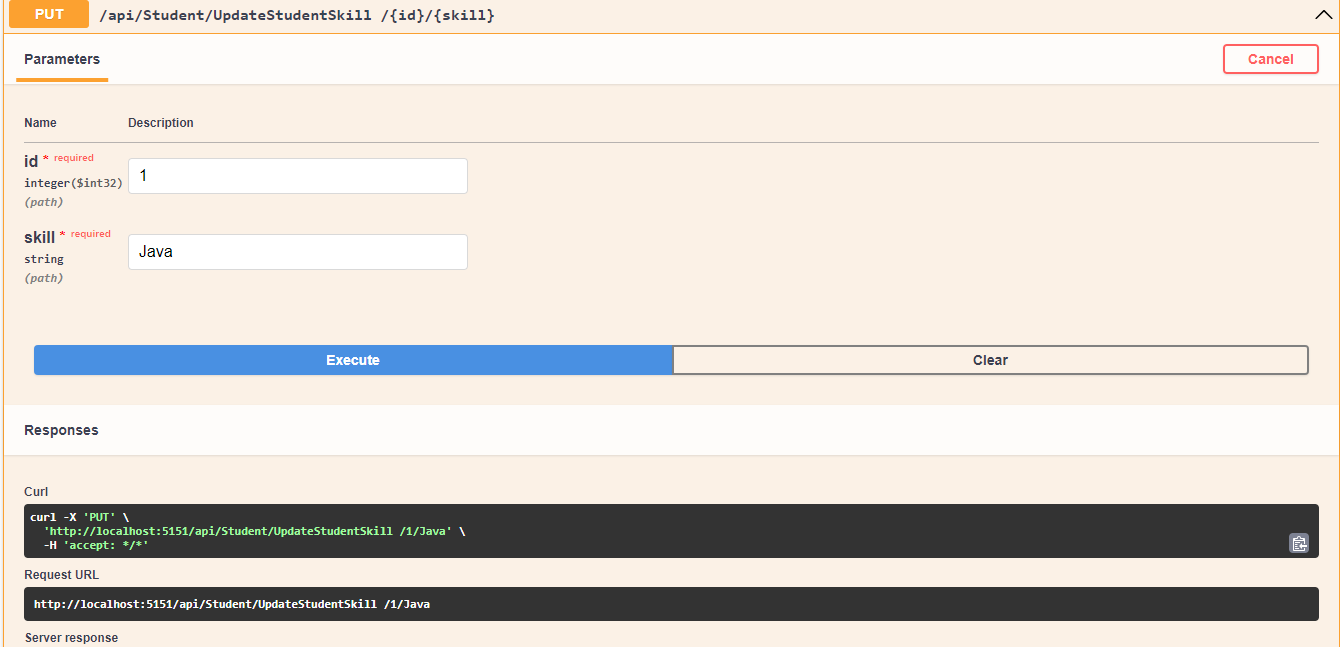 PUT /api/Student/UpdateStudentSkill /{id}/{skill}
Parameters Cancel
Name Description
id * required
integer($int32)
(path)
1
skill * required
string
(path)
Java
Execute Clear
Responses
Curl
curl -X 'PUT' \
'http://localhost:5151/api/Student/UpdateStudentSkill /1/Java' \
-H 'accept: */*'
Request URL
http://localhost:5151/api/Student/UpdateStudentSkill /1/Java
Server response